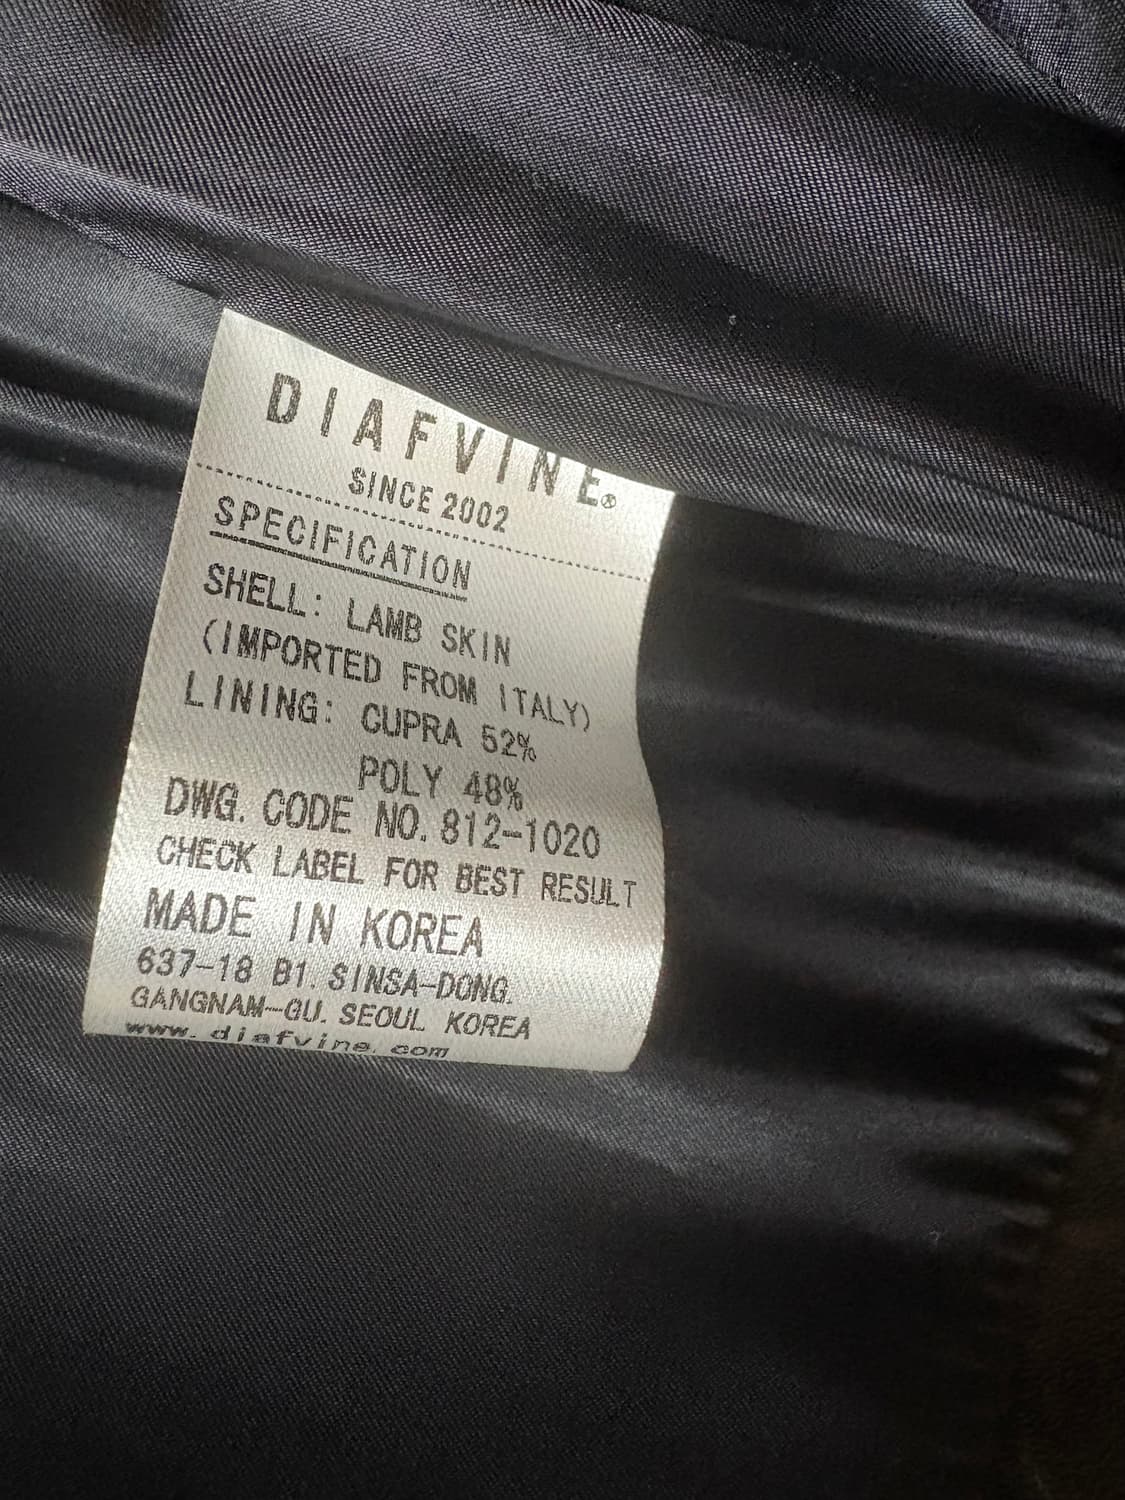 DIAFVINE®
SINCE 2002
SPECIFICATION
SHELL: LAMB SKIN
(IMPORTED FROM ITALY)
LINING: CUPRA 52%
POLY 48%
DWG. CODE NO. 812-1020
CHECK LABEL FOR BEST RESULT
MADE IN KOREA
637-18 B1. SINSA-DONG.
GANGNAM-GU. SEOUL KOREA
www.diafvine.com